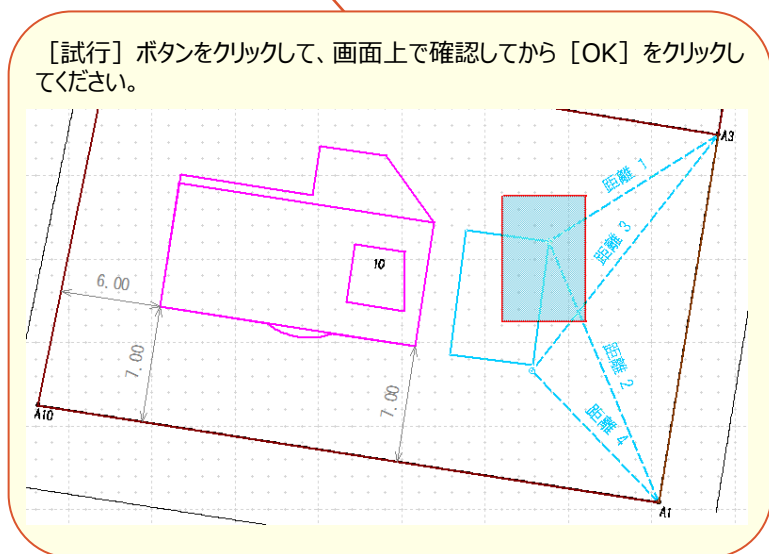 ［試行］ボタンをクリックして、画面上で確認してから［OK］をクリックし
てください。
A3
距離 1
距離 3
10
6.00
7.00
距離 2
7.00
距離 4
A10
A1